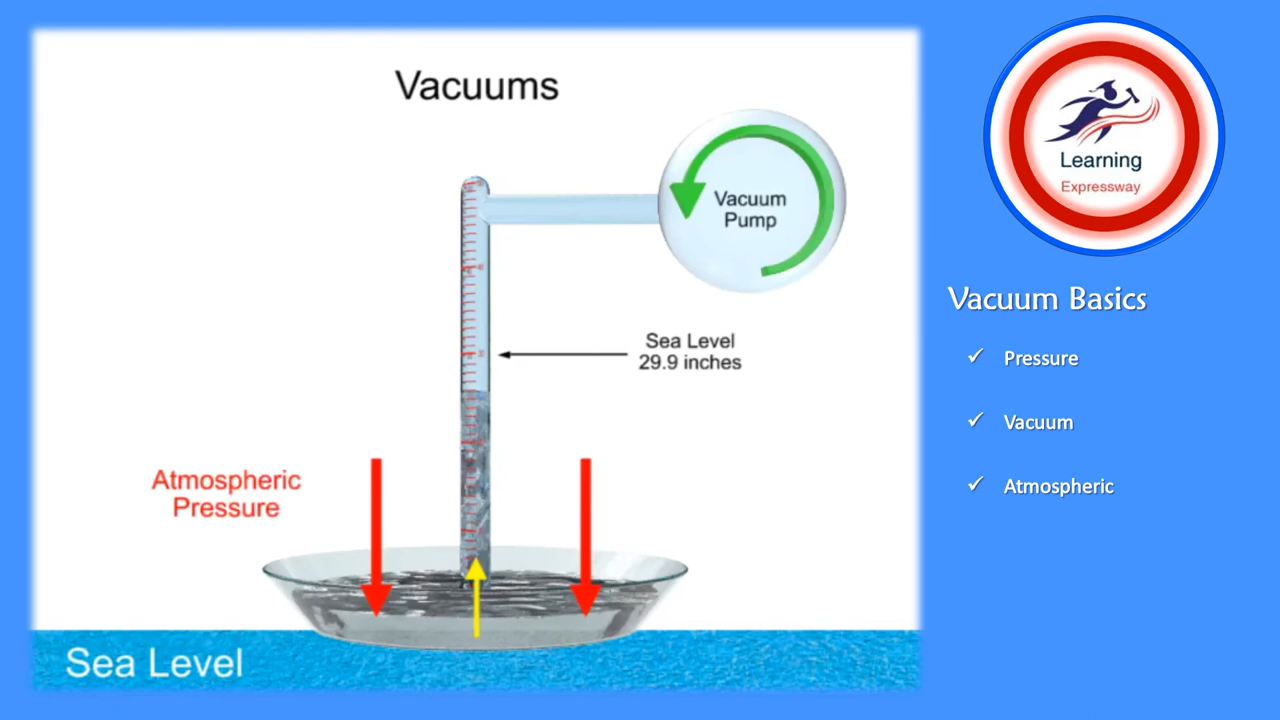 Vacuums
Vacuum
Pump
Sea Level
29.9 inches
Atmospheric
Pressure
Sea Level
Learning
Expressway
Vacuum Basics
✓ Pressure
✓ Vacuum
✓ Atmospheric